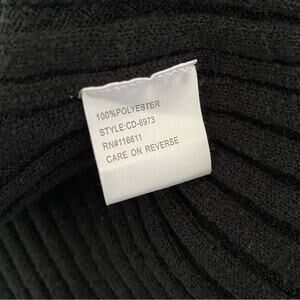 100%POLYESTER
STYLE:CD-6973
RN#116611
CARE ON REVERSE